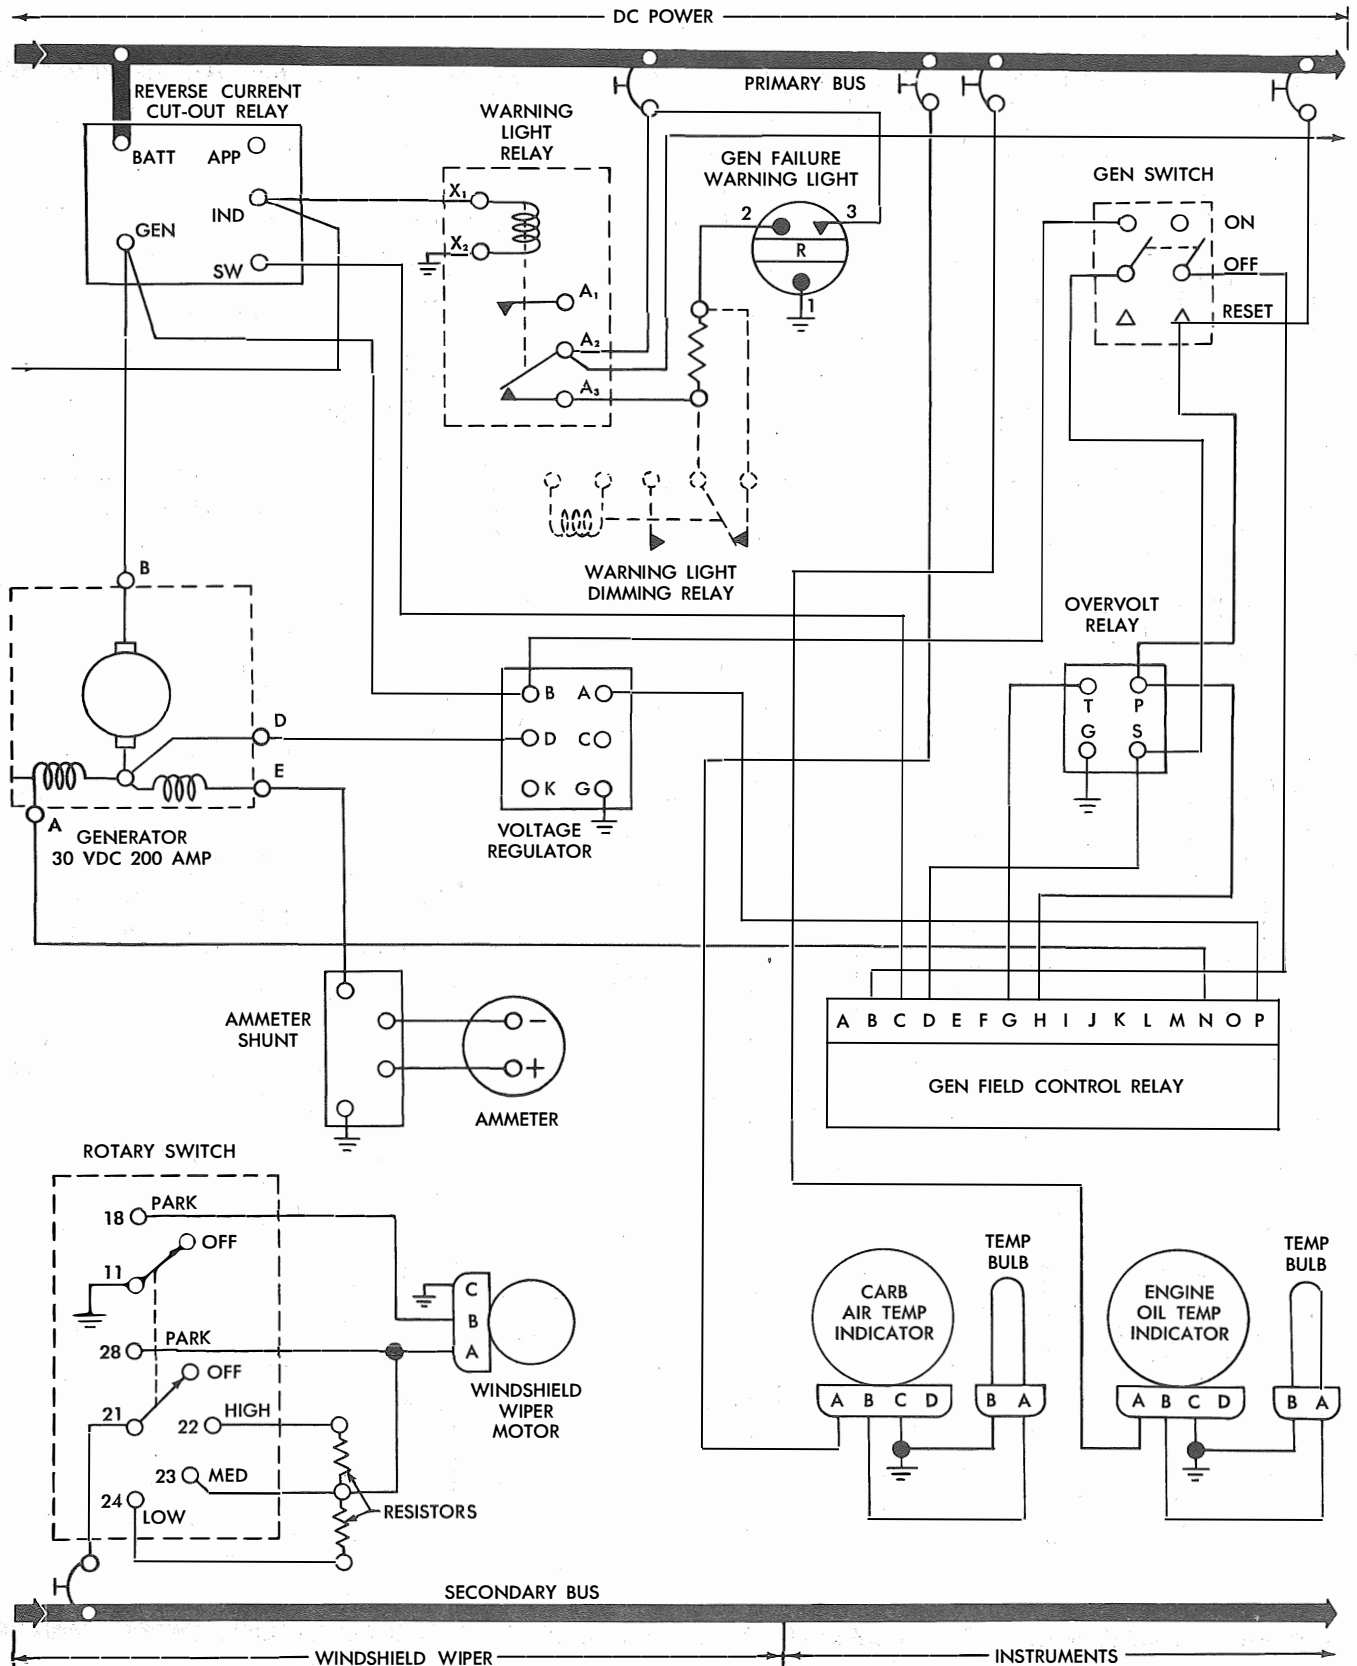 DC POWER
PRIMARY BUS
REVERSE CURRENT
CUT-OUT RELAY
BATT APP
IND
GEN
SW
WARNING
LIGHT
RELAY
X1
X2
A1
A2
A3
GEN FAILURE
WARNING LIGHT
2 3
R
1
GEN SWITCH
ON
OFF
RESET
WARNING LIGHT
DIMMING RELAY
B
D
E
A
GENERATOR
30 VDC 200 AMP
B A
D C
K G
VOLTAGE
REGULATOR
OVERVOLT
RELAY
T P
G S
AMMETER
SHUNT
-
+
AMMETER
A B C D E F G H I J K L M N O P
GEN FIELD CONTROL RELAY
ROTARY SWITCH
18 PARK
OFF
11
28 PARK
OFF
21
22 HIGH
23 MED
24 LOW
RESISTORS
C
B
A
WINDSHIELD
WIPER
MOTOR
CARB
AIR TEMP
INDICATOR
A B C D
TEMP
BULB
B A
ENGINE
OIL TEMP
INDICATOR
A B C D
TEMP
BULB
B A
SECONDARY BUS
WINDSHIELD WIPER
INSTRUMENTS